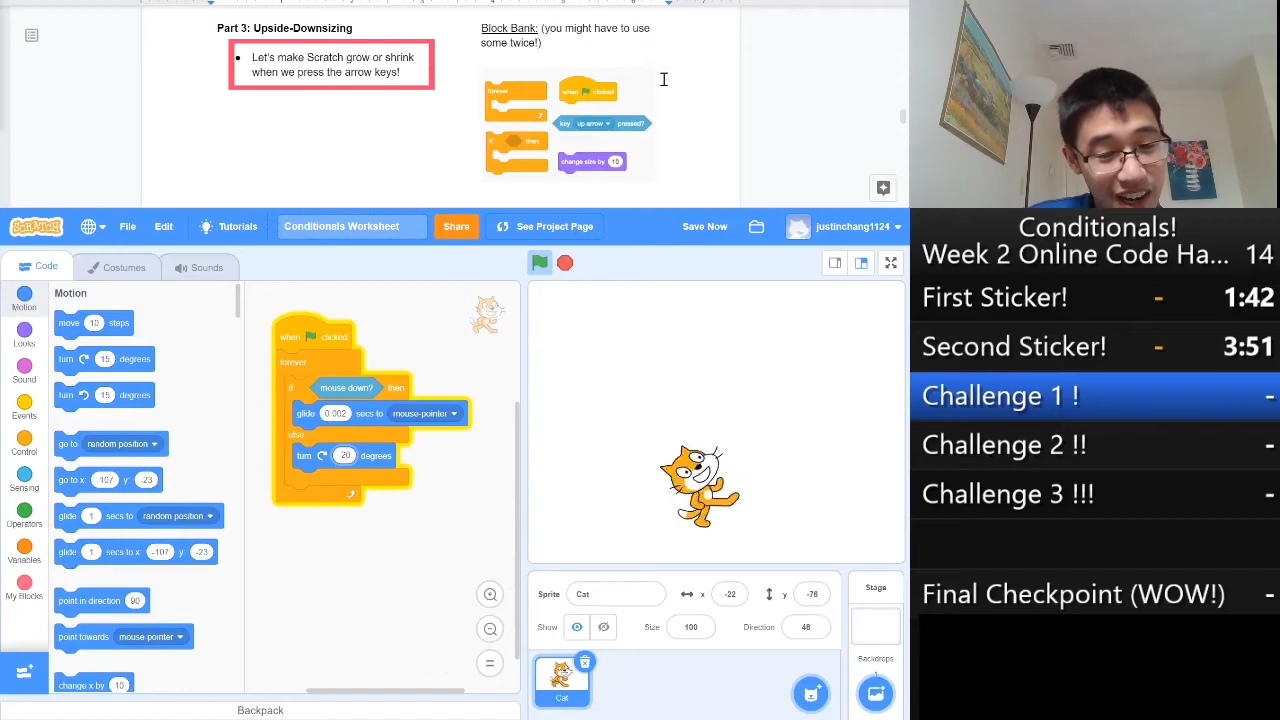 Part 3: Upside-Downsizing
Let's make Scratch grow or shrink
when we press the arrow keys!
Block Bank: (you might have to use
some twice!)
forever
when clicked
key up arrow pressed?
if then
change size by 10
SCRATCH
File
Edit
Tutorials
Conditionals Worksheet
Share
See Project Page
Save Now
justinchang1124
Code
Costumes
Sounds
Motion
Looks
Sound
Events
Control
Sensing
Operators
Variables
My Blocks
Motion
move 10 steps
turn 15 degrees
turn 15 degrees
go to random position
go to x: -107 y: -23
glide 1 secs to random position
glide 1 secs to x: -107 y: -23
point in direction 90
point towards mouse-pointer
change x by 10
when clicked
forever
if mouse down? then
glide 0.002 secs to mouse-pointer
else
turn 20 degrees
Backpack
Sprite Cat x -22 y -76
Show Size 100 Direction 48
Cat
Stage
Backdrops
1
Conditionals!
Week 2 Online Code Ha... 14
First Sticker! - 1:42
Second Sticker! - 3:51
Challenge 1 ! -
Challenge 2 !! -
Challenge 3 !!! -
Final Checkpoint (WOW!) -